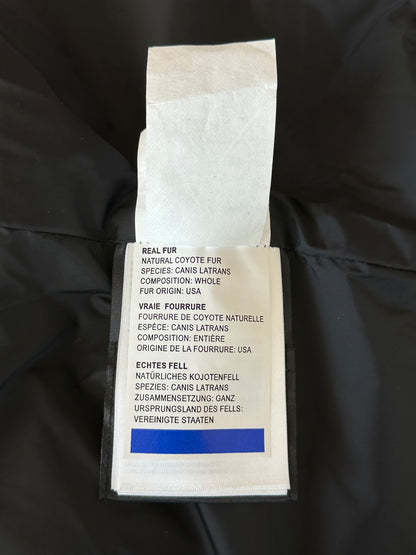 REAL FUR
NATURAL COYOTE FUR
SPECIES: CANIS LATRANS
COMPOSITION: WHOLE
FUR ORIGIN: USA
VRAIE FOURRURE
FOURRURE DE COYOTE NATURELLE
ESPÈCE: CANIS LATRANS
COMPOSITION: ENTIÈRE
ORIGINE DE LA FOURRURE: USA
ECHTES FELL
NATÜRLICHES KOJOTENFELL
SPEZIES: CANIS LATRANS
ZUSAMMENSETZUNG: GANZ
URSPRUNGSLAND DES FELLS:
VEREINIGTE STAATEN